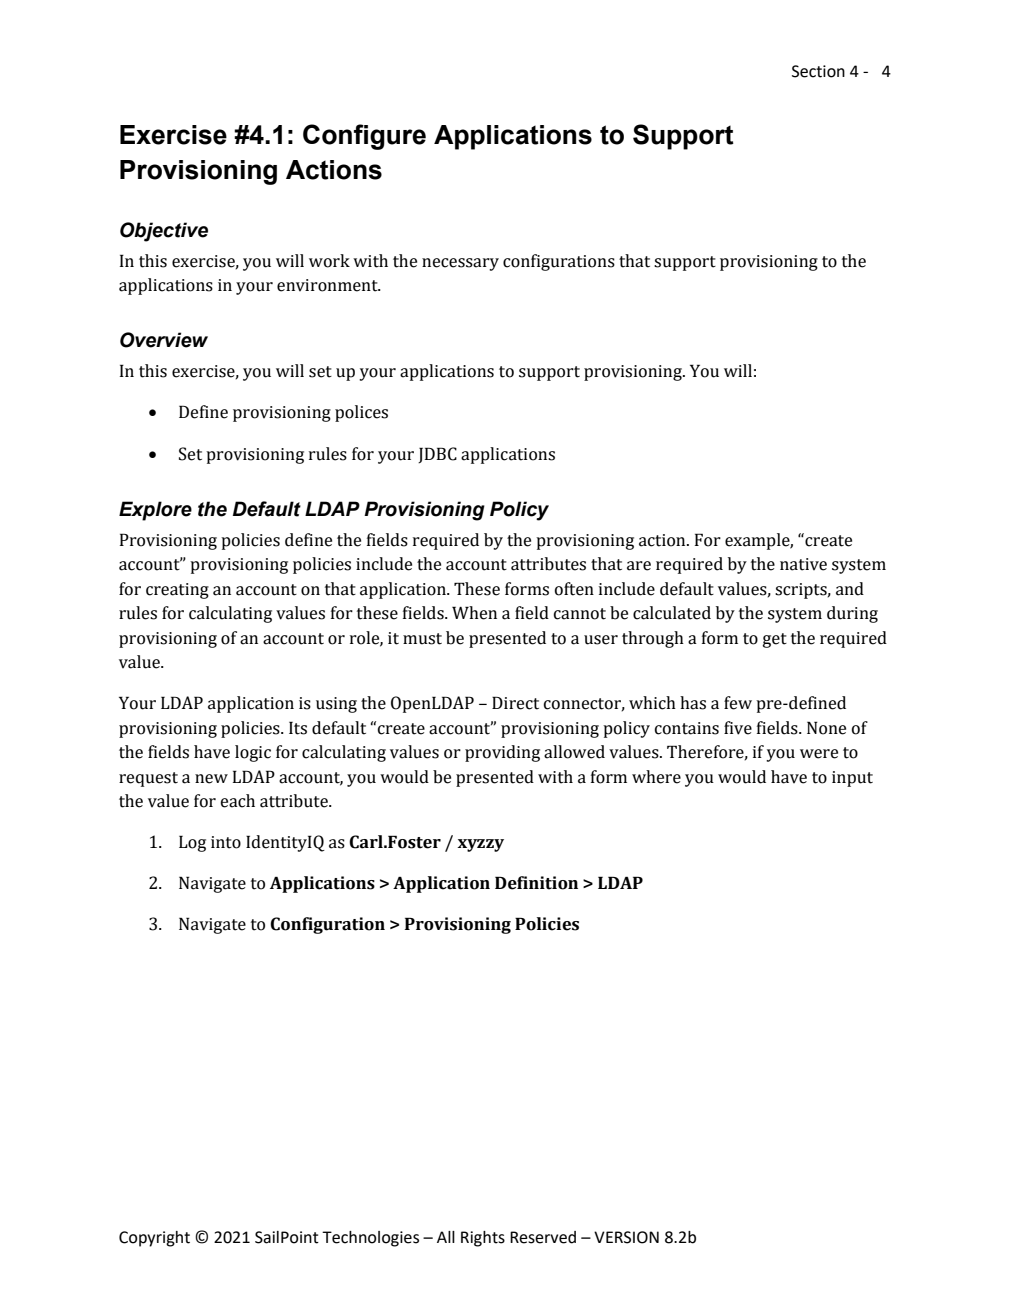 Section 4 - 4
Exercise #4.1: Configure Applications to Support
Provisioning Actions
Objective
In this exercise, you will work with the necessary configurations that support provisioning to the
applications in your environment.
Overview
In this exercise, you will set up your applications to support provisioning. You will:
• Define provisioning polices
• Set provisioning rules for your JDBC applications
Explore the Default LDAP Provisioning Policy
Provisioning policies define the fields required by the provisioning action. For example, “create
account” provisioning policies include the account attributes that are required by the native system
for creating an account on that application. These forms often include default values, scripts, and
rules for calculating values for these fields. When a field cannot be calculated by the system during
provisioning of an account or role, it must be presented to a user through a form to get the required
value.
Your LDAP application is using the OpenLDAP – Direct connector, which has a few pre-defined
provisioning policies. Its default “create account” provisioning policy contains five fields. None of
the fields have logic for calculating values or providing allowed values. Therefore, if you were to
request a new LDAP account, you would be presented with a form where you would have to input
the value for each attribute.
1. Log into IdentityIQ as Carl.Foster / xyzzy
2. Navigate to Applications > Application Definition > LDAP
3. Navigate to Configuration > Provisioning Policies
Copyright © 2021 SailPoint Technologies – All Rights Reserved – VERSION 8.2b